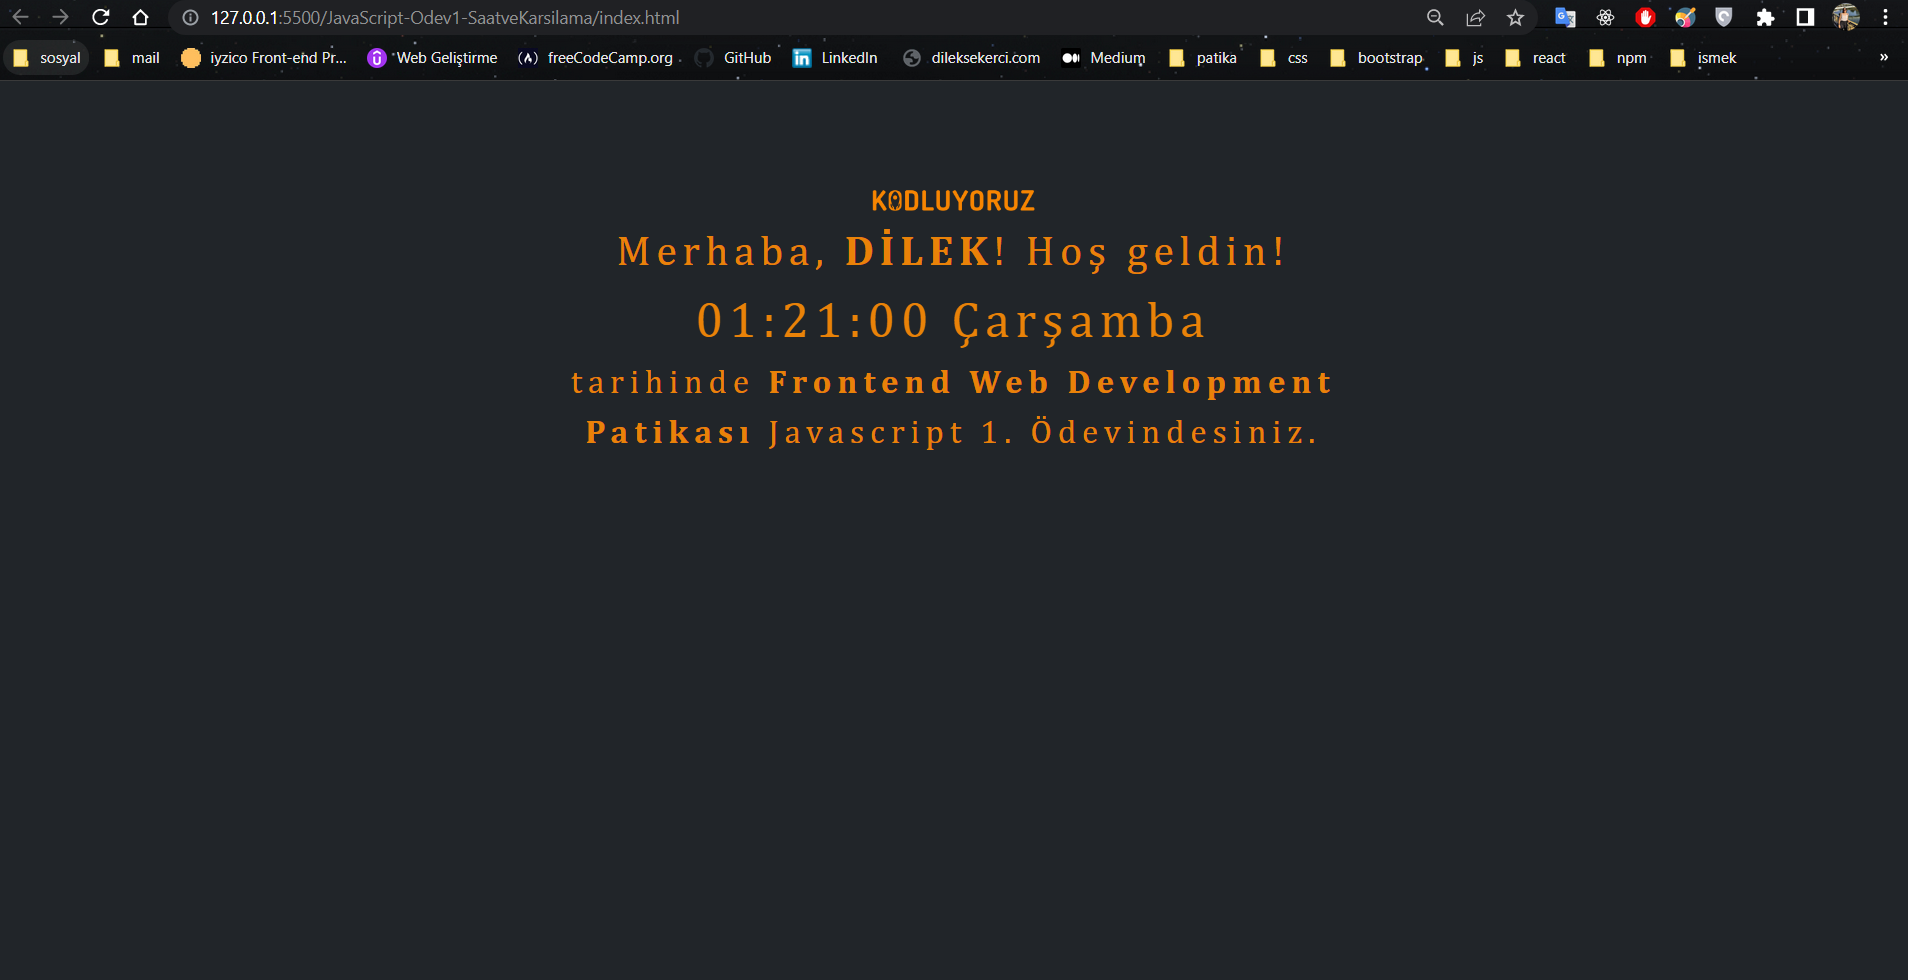 127.0.0.1:5500/JavaScript-Odev1-SaatveKarsilama/index.html
sosyal mail iyzico Front-end Pr... Web Geliştirme freeCodeCamp.org GitHub LinkedIn dileksekerci.com Medium patika css bootstrap js react npm ismek »
KODLUYORUZ
Merhaba, DİLEK! Hoş geldin!
01:21:00 Çarşamba
tarihinde Frontend Web Development
Patikası Javascript 1. Ödevindesiniz.